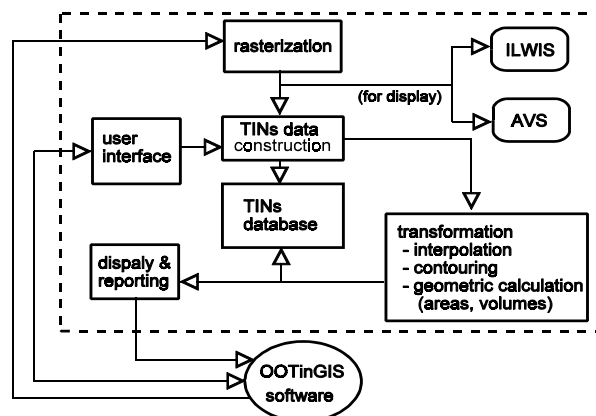 rasterization
ILWIS
(for display)
AVS
TINs data
construction
user
interface
TINs
database
transformation
- interpolation
- contouring
- geometric calculation
(areas, volumes)
dispaly &
reporting
OOTinGIS
software